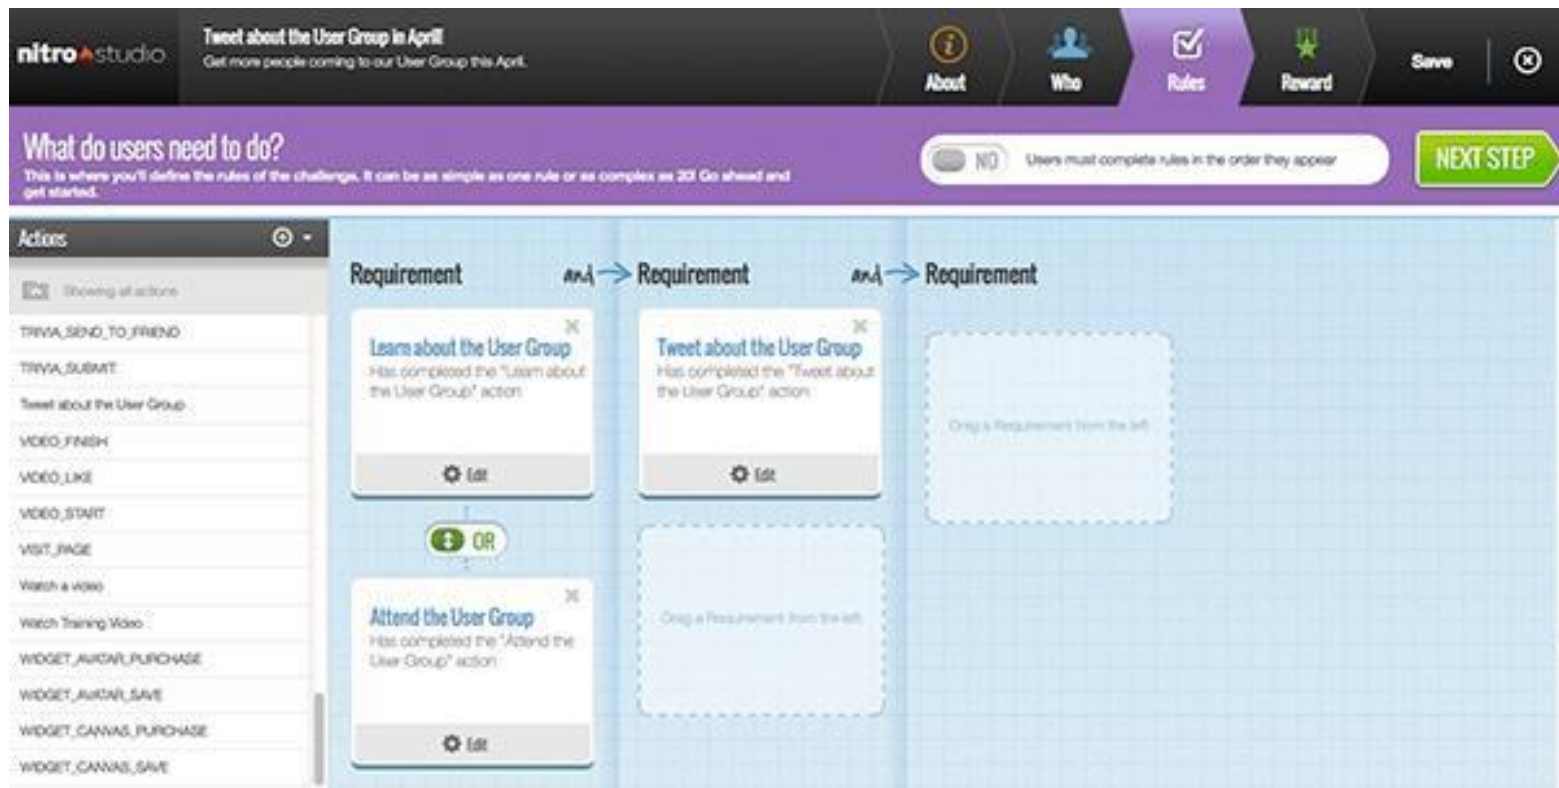 nitro studio
Tweet about the User Group in April!
Get more people coming to our User Group this April.
About
Who
Rules
Reward
Save
What do users need to do?
This is where you'll define the rules of the challenge. It can be as simple as one rule or as complex as 20! Go ahead and
get started.
NO
Users must complete rules in the order they appear
NEXT STEP
Actions
Showing all actions
TRIVIA_SEND_TO_FRIEND
TRIVIA_SUBMIT
Tweet about the User Group
VIDEO_FINISH
VIDEO_LIKE
VIDEO_START
VISIT_PAGE
Watch a video
Watch Training Video
WIDGET_AVATAR_PURCHASE
WIDGET_AVATAR_SAVE
WIDGET_CANVAS_PURCHASE
WIDGET_CANVAS_SAVE
Requirement
and
Requirement
and
Requirement
Learn about the User Group
Has completed the "Learn about
the User Group" action
Edit
OR
Attend the User Group
Has completed the "Attend the
User Group" action
Edit
Tweet about the User Group
Has completed the "Tweet about
the User Group" action
Edit
Drag a Requirement from the left
Drag a Requirement from the left